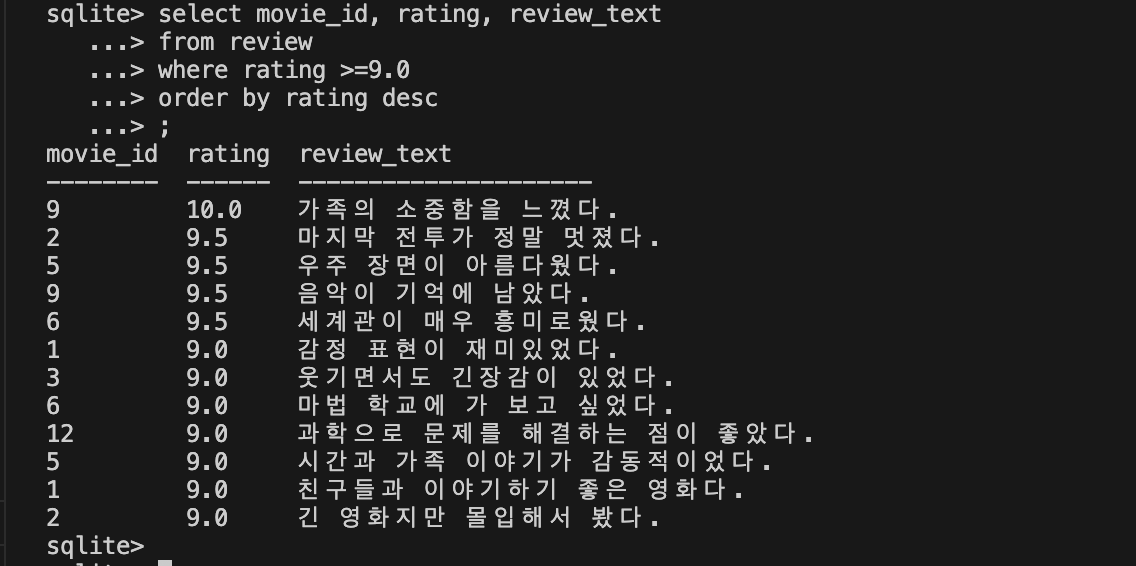 sqlite> select movie_id, rating, review_text
...> from review
...> where rating >=9.0
...> order by rating desc
...> ;
movie_id  rating  review_text
--------  ------  ---------------------
9         10.0    가족의 소중함을 느꼈다.
2         9.5     마지막 전투가 정말 멋졌다.
5         9.5     우주 장면이 아름다웠다.
9         9.5     음악이 기억에 남았다.
6         9.5     세계관이 매우 흥미로웠다.
1         9.0     감정 표현이 재미있었다.
3         9.0     웃기면서도 긴장감이 있었다.
6         9.0     마법 학교에 가 보고 싶었다.
12        9.0     과학으로 문제를 해결하는 점이 좋았다.
5         9.0     시간과 가족 이야기가 감동적이었다.
1         9.0     친구들과 이야기하기 좋은 영화다.
2         9.0     긴 영화지만 몰입해서 봤다.
sqlite>